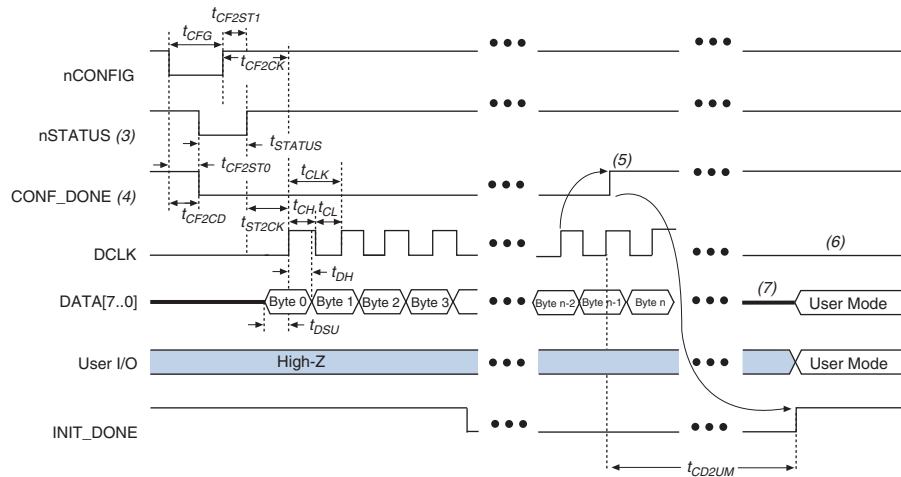 tCF2ST1
tCFG
tCF2CK
nCONFIG
nSTATUS (3)
tSTATUS
tCF2ST0
tCLK
(5)
CONF_DONE (4)
tCF2CD
tST2CK
tCH
tCL
DCLK
(6)
tDH
DATA[7..0]
Byte 0
Byte 1
Byte 2
Byte 3
Byte n-2
Byte n-1
Byte n
(7)
User Mode
tDSU
User I/O
High-Z
User Mode
INIT_DONE
tCD2UM